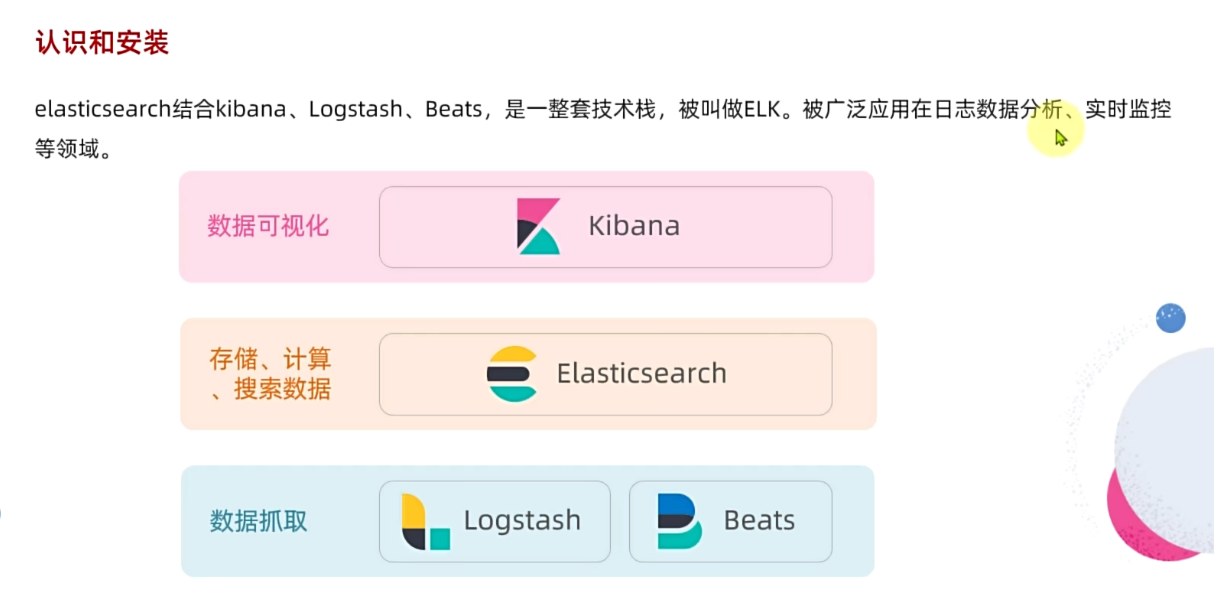 认识和安装
elasticsearch结合kibana、Logstash、Beats，是一整套技术栈，被叫做ELK。被广泛应用在日志数据分析、实时监控
等领域。
数据可视化
Kibana
存储、计算
、搜索数据
Elasticsearch
数据抓取
Logstash
Beats